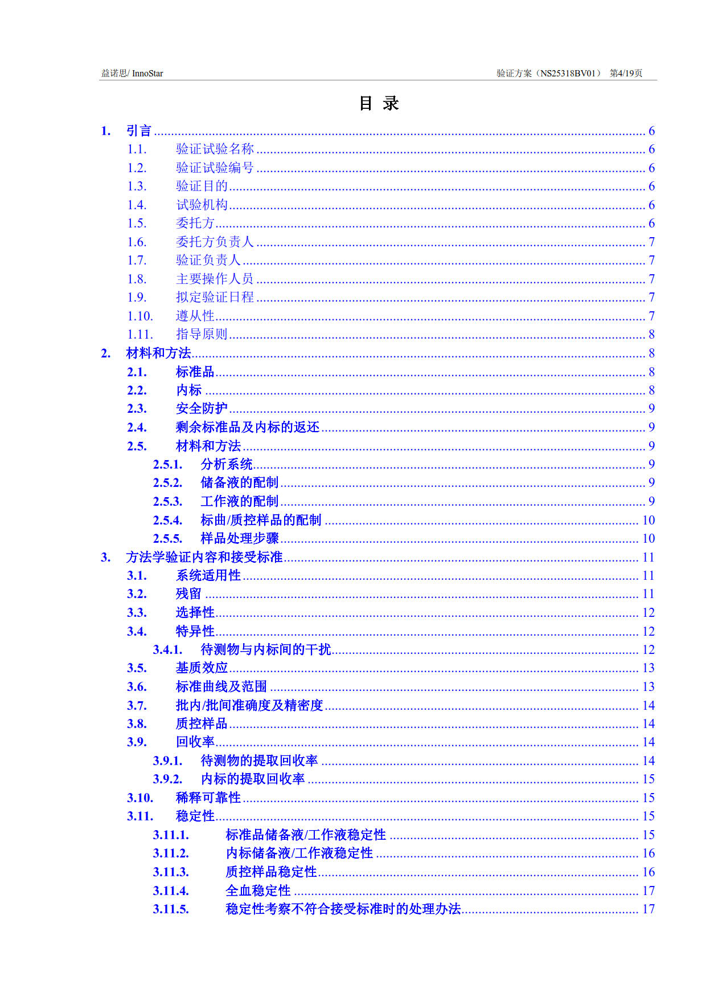 益诺思/ InnoStar 验证方案（NS25318BV01） 第4/19页
目 录
1. 引言 6
1.1. 验证试验名称 6
1.2. 验证试验编号 6
1.3. 验证目的 6
1.4. 试验机构 6
1.5. 委托方 6
1.6. 委托方负责人 7
1.7. 验证负责人 7
1.8. 主要操作人员 7
1.9. 拟定验证日程 7
1.10. 遵从性 7
1.11. 指导原则 8
2. 材料和方法 8
2.1. 标准品 8
2.2. 内标 8
2.3. 安全防护 9
2.4. 剩余标准品及内标的返还 9
2.5. 材料和方法 9
2.5.1. 分析系统 9
2.5.2. 储备液的配制 9
2.5.3. 工作液的配制 9
2.5.4. 标曲/质控样品的配制 10
2.5.5. 样品处理步骤 10
3. 方法学验证内容和接受标准 11
3.1. 系统适用性 11
3.2. 残留 11
3.3. 选择性 12
3.4. 特异性 12
3.4.1. 待测物与内标间的干扰 12
3.5. 基质效应 13
3.6. 标准曲线及范围 13
3.7. 批内/批间准确度及精密度 14
3.8. 质控样品 14
3.9. 回收率 14
3.9.1. 待测物的提取回收率 14
3.9.2. 内标的提取回收率 15
3.10. 稀释可靠性 15
3.11. 稳定性 15
3.11.1. 标准品储备液/工作液稳定性 15
3.11.2. 内标储备液/工作液稳定性 16
3.11.3. 质控样品稳定性 16
3.11.4. 全血稳定性 17
3.11.5. 稳定性考察不符合接受标准时的处理办法 17